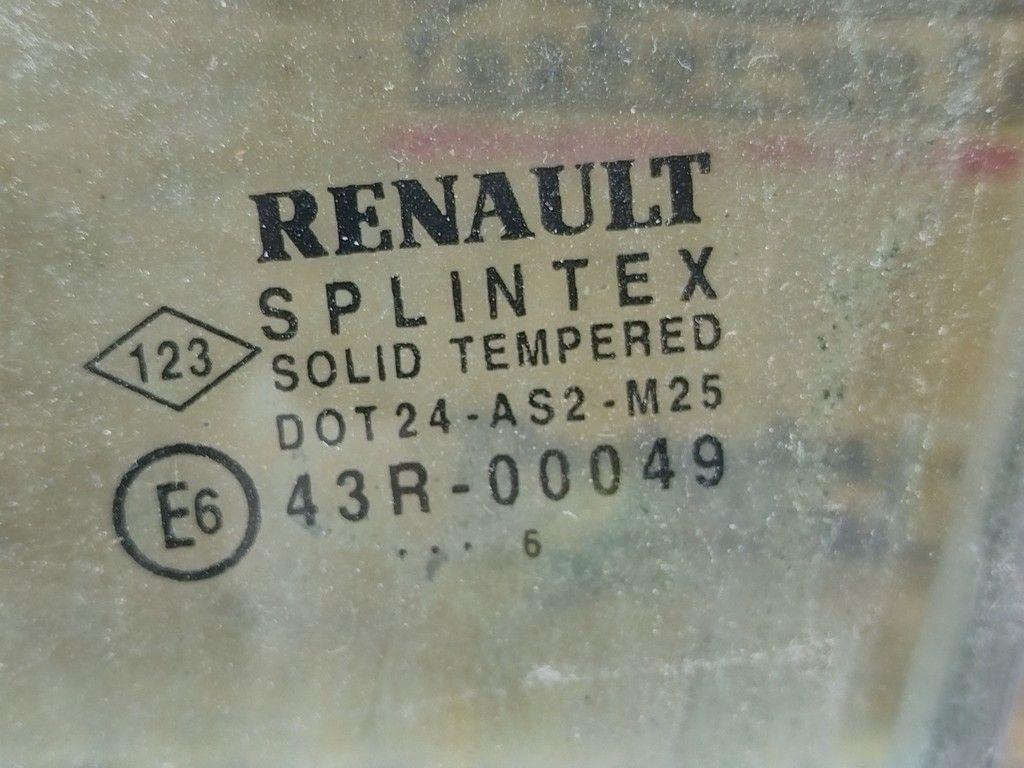 RENAULT
SPLINTEX
123
SOLID TEMPERED
DOT24-AS2-M25
E6
43R-00049
... 6